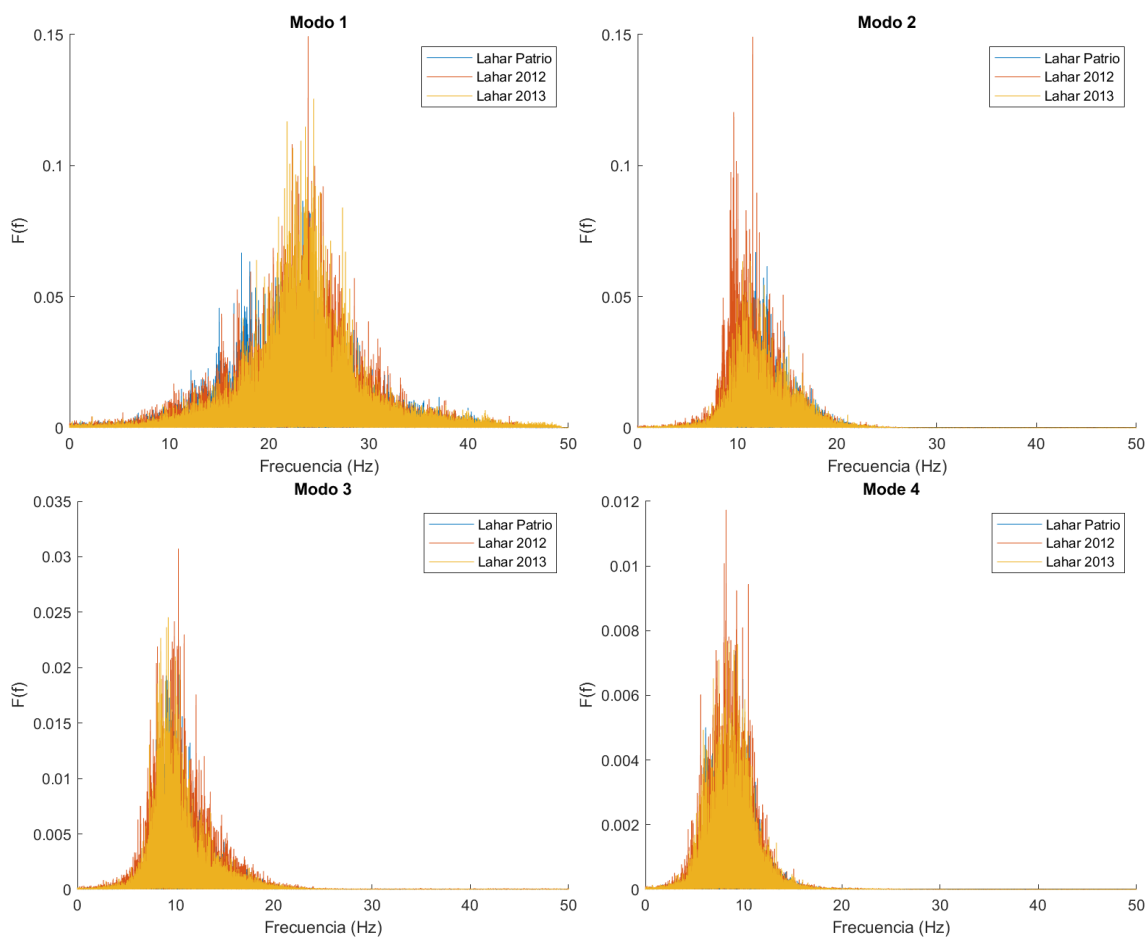 Modo 1
0.15
0.1
0.05
0
F(f)
Lahar Patrio
Lahar 2012
Lahar 2013
0 10 20 30 40 50
Frecuencia (Hz)
Modo 2
0.15
0.1
0.05
0
F(f)
Lahar Patrio
Lahar 2012
Lahar 2013
0 10 20 30 40 50
Frecuencia (Hz)
Modo 3
0.035
0.03
0.025
0.02
0.015
0.01
0.005
0
F(f)
Lahar Patrio
Lahar 2012
Lahar 2013
0 10 20 30 40 50
Frecuencia (Hz)
Mode 4
0.012
0.01
0.008
0.006
0.004
0.002
0
F(f)
Lahar Patrio
Lahar 2012
Lahar 2013
0 10 20 30 40 50
Frecuencia (Hz)